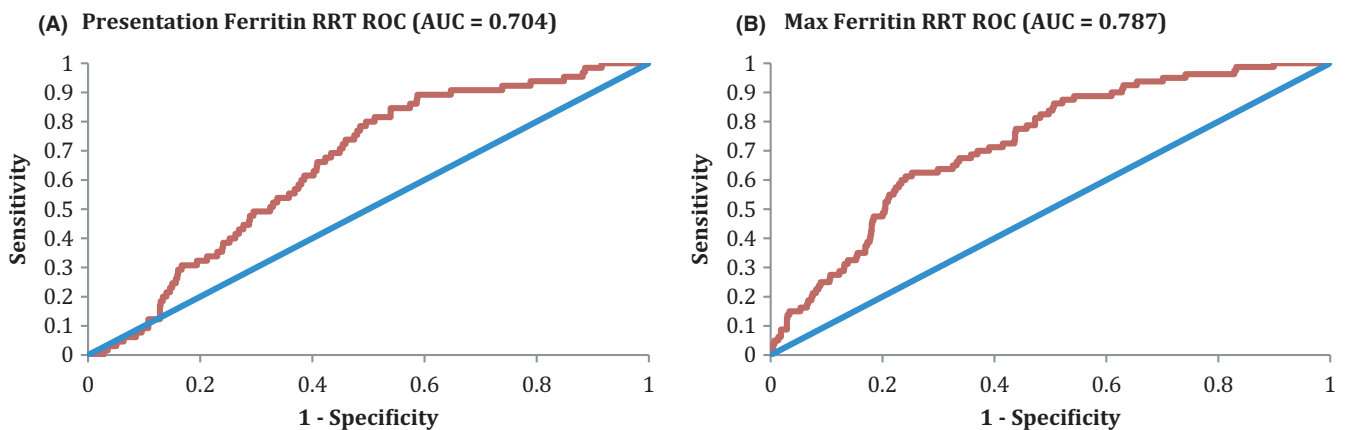 (A) Presentation Ferritin RRT ROC (AUC = 0.704)
1
0.9
0.8
0.7
0.6
0.5
0.4
0.3
0.2
0.1
0
Sensitivity
0 0.2 0.4 0.6 0.8 1
1 - Specificity
(B) Max Ferritin RRT ROC (AUC = 0.787)
1
0.9
0.8
0.7
0.6
0.5
0.4
0.3
0.2
0.1
0
Sensitivity
0 0.2 0.4 0.6 0.8 1
1 - Specificity